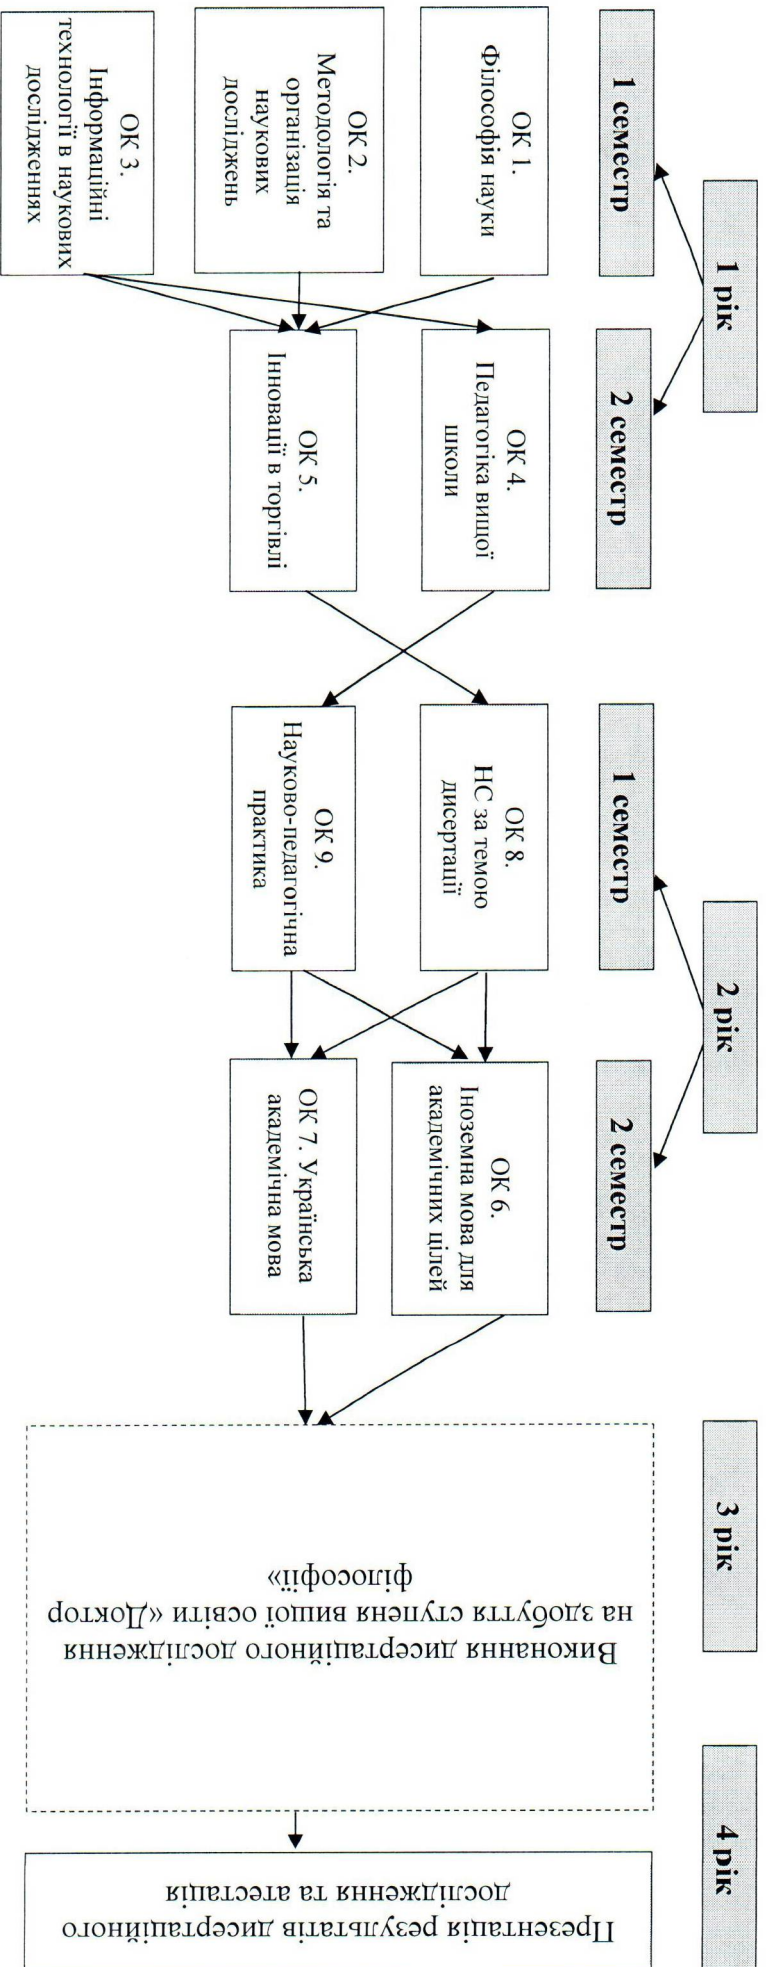 1 рік
2 рік
3 рік
4 рік
1 семестр
2 семестр
1 семестр
2 семестр
ОК 1.
Філософія науки
ОК 2.
Методологія та
організація
наукових
досліджень
ОК 3.
Інформаційні
технології в наукових
дослідженнях
ОК 4.
Педагогіка вищої
школи
ОК 5.
Інновації в торгівлі
ОК 8.
НС за темою
дисертації
ОК 9.
Науково-педагогічна
практика
ОК 6.
Іноземна мова для
академічних цілей
ОК 7. Українська
академічна мова
Виконання дисертаційного дослідження
на здобуття ступеня вищої освіти «Доктор
філософії»
Презентація результатів дисертаційного
дослідження та атестація